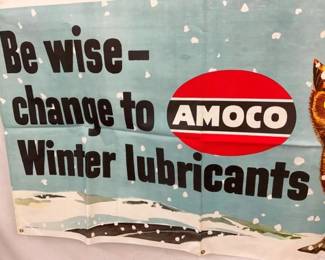 Be wise–
change to AMOCO
Winter lubricants